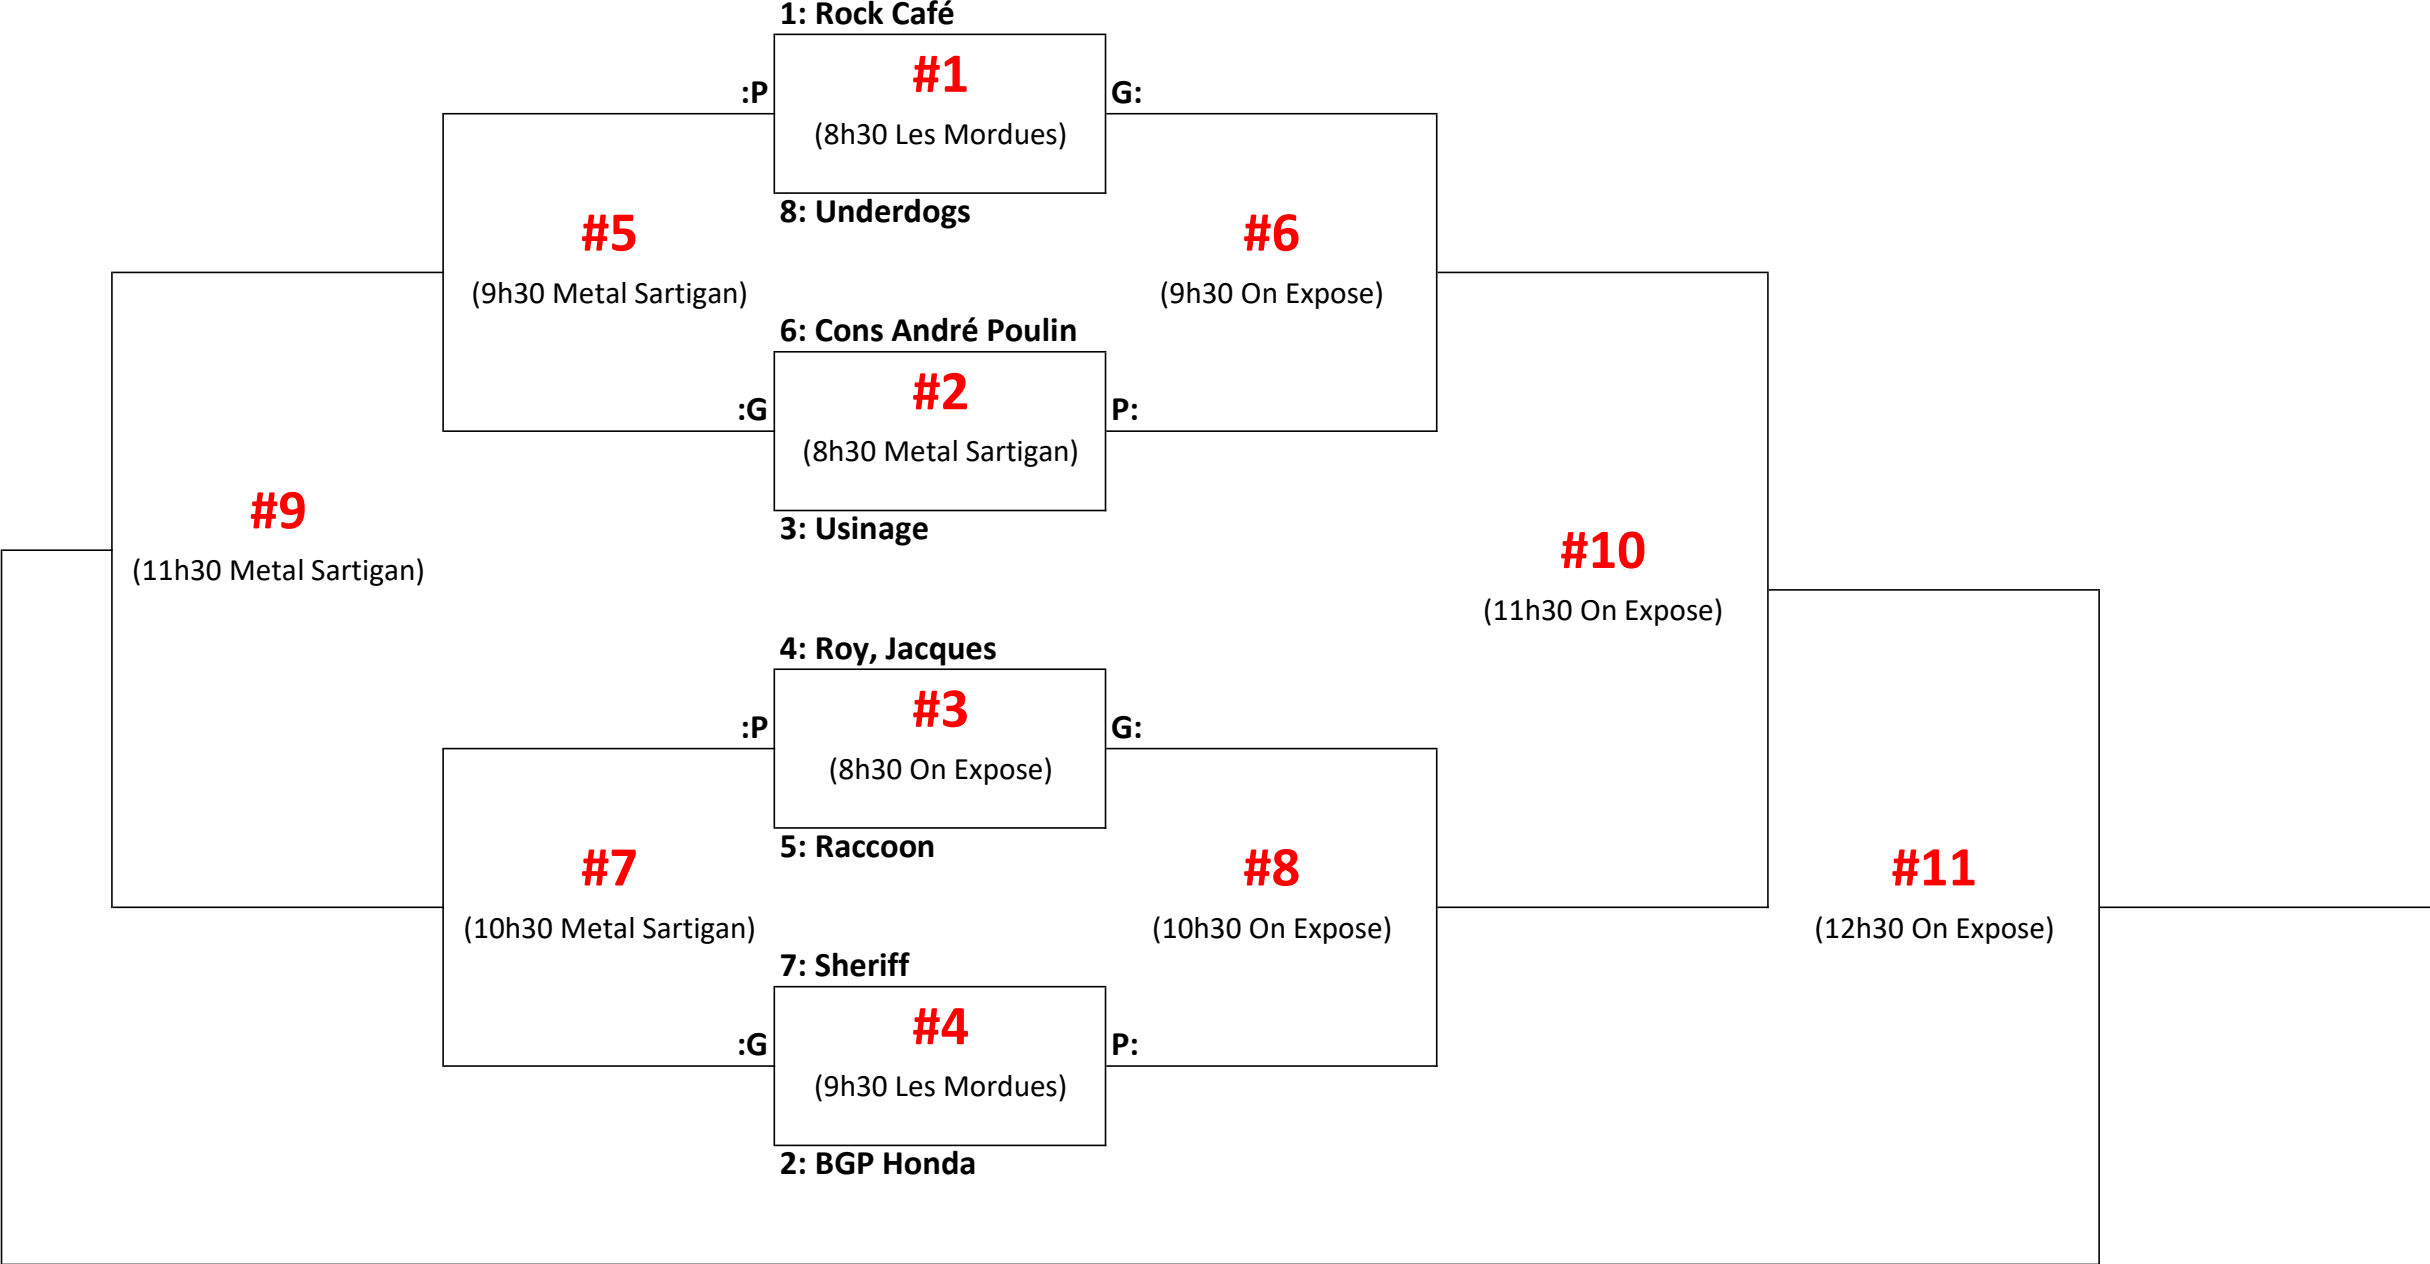 1: Rock Café
#1
:P
G:
(8h30 Les Mordues)
8: Underdogs
#5
#6
(9h30 Metal Sartigan)
(9h30 On Expose)
6: Cons André Poulin
#2
:G
P:
(8h30 Metal Sartigan)
#9
3: Usinage
#10
(11h30 Metal Sartigan)
(11h30 On Expose)
4: Roy, Jacques
#3
:P
G:
(8h30 On Expose)
5: Raccoon
#7
#8
#11
(10h30 Metal Sartigan)
(10h30 On Expose)
(12h30 On Expose)
7: Sheriff
#4
:G
P:
(9h30 Les Mordues)
2: BGP Honda